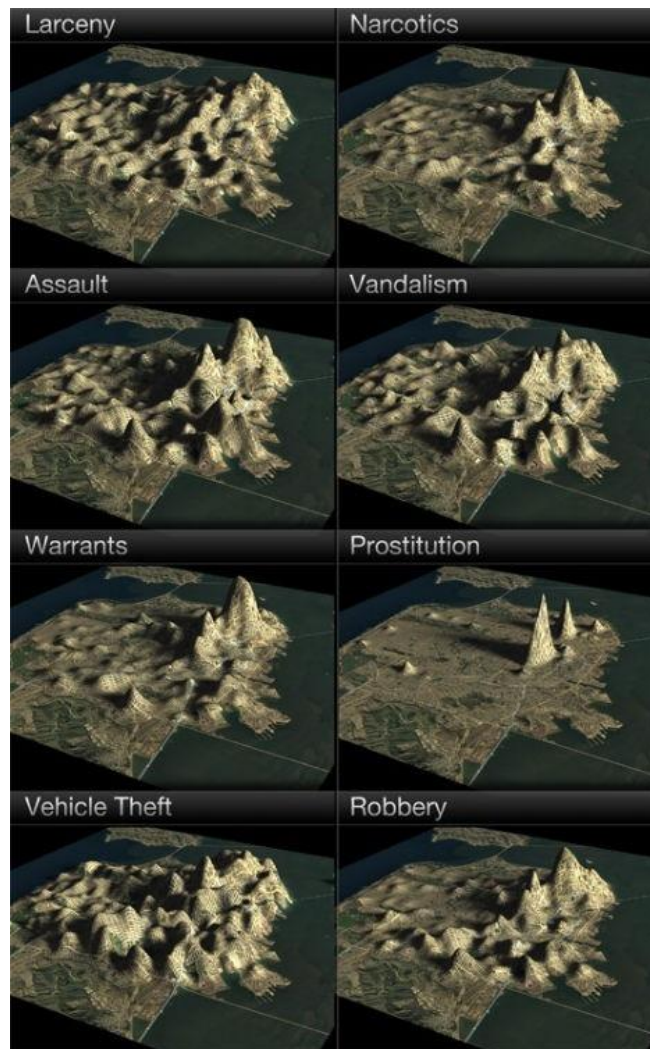 Larceny
Narcotics
Assault
Vandalism
Warrants
Prostitution
Vehicle Theft
Robbery